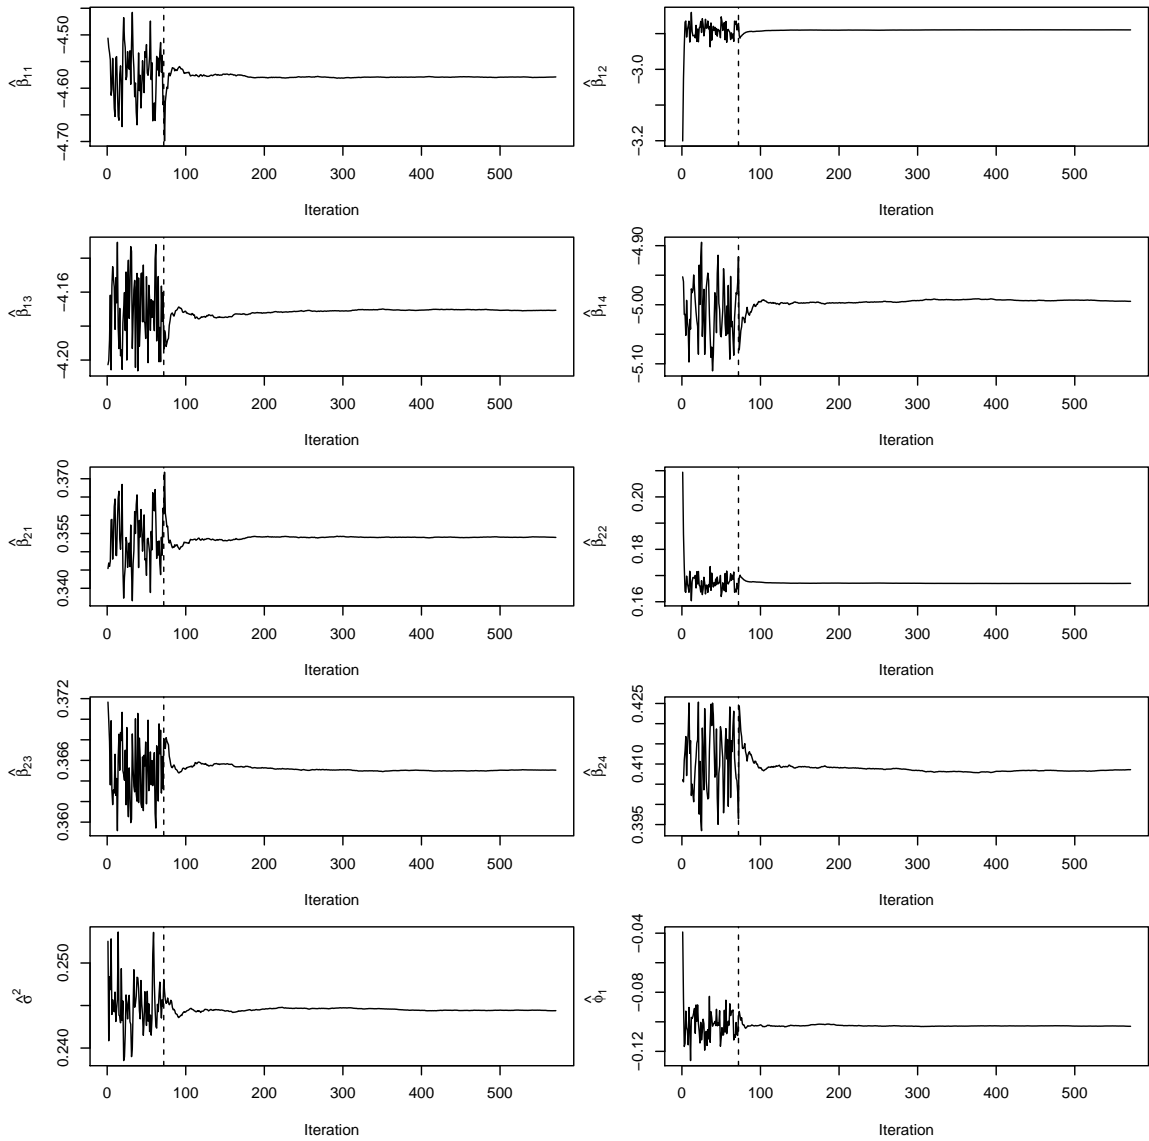 β̂₁₁
−4.70 −4.60 −4.50
0 100 200 300 400 500
Iteration
β̂₁₂
−3.2 −3.0
0 100 200 300 400 500
Iteration
β̂₁₃
−4.20 −4.16
0 100 200 300 400 500
Iteration
β̂₁₄
−5.10 −5.00 −4.90
0 100 200 300 400 500
Iteration
β̂₂₁
0.340 0.355 0.370
0 100 200 300 400 500
Iteration
β̂₂₂
0.16 0.18 0.20
0 100 200 300 400 500
Iteration
β̂₂₃
0.360 0.366 0.372
0 100 200 300 400 500
Iteration
β̂₂₄
0.395 0.410 0.425
0 100 200 300 400 500
Iteration
σ̂²
0.240 0.250
0 100 200 300 400 500
Iteration
ϕ̂₁
−0.12 −0.08 −0.04
0 100 200 300 400 500
Iteration